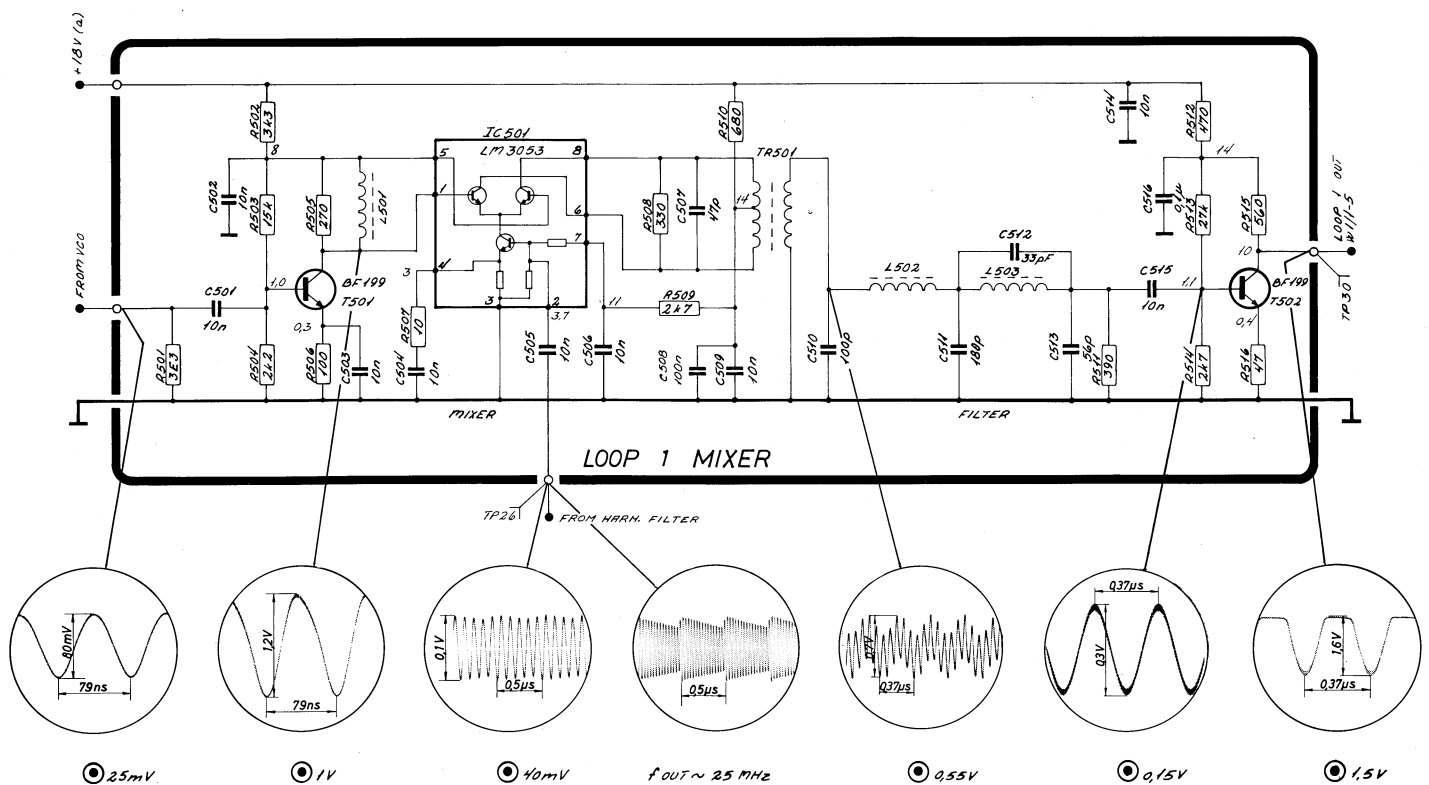 +18V (a)
FROM VCO
R501
3E3
C501
10n
R502
3k3
8
C502
10n
R503
15k
1,0
R504
2k2
R505
270
L501
BF199
T501
0,3
R506
100
C503
10n
IC501
LM3053
5
1
8
6
7
4
3
3
2
3,7
R507
10
C504
10n
C505
10n
11
C506
10n
R509
2k7
R508
330
C507
47p
R510
680
14
TR501
C508
100n
C509
10n
C510
100p
L502
C512
33pF
L503
C511
180p
C513
56p
R511
390
C515
10n
C514
10n
R512
470
14
C516
0,1µ
R513
27k
1,1
R514
2k7
R515
560
10
BF199
T502
0,4
R516
47
LOOP 1 OUT
W1/1-5
TP30
MIXER
FILTER
LOOP 1 MIXER
TP26
FROM HARM. FILTER
80mV
79ns
1,2V
79ns
0,1V
0,5µs
0,5µs
0,7V
0,37µs
0,37µs
0,3V
1,6V
0,37µs
25mV
1V
40mV
f OUT ~ 25 MHz
0,55V
0,15V
1,5V